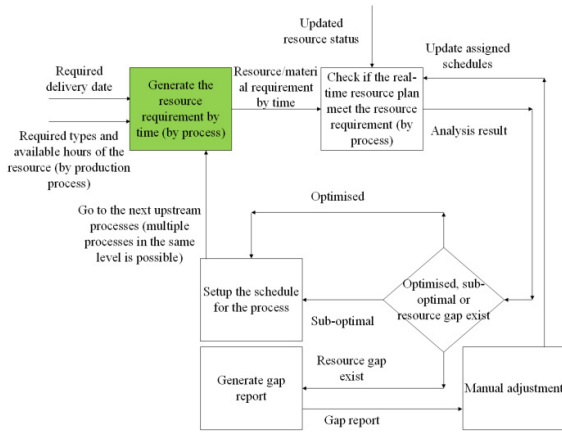 Updated
resource status
Required
delivery date
Generate the
resource
requirement by
time (by process)
Resource/materi
al requirement
by time
Check if the real-
time resource plan
meet the resource
requirement (by
process)
Update assigned
schedules
Required types and
available hours of the
resource (by production
process)
Analysis result
Go to the next upstream
processes (multiple
processes in the same
level is possible)
Optimised
Setup the schedule
for the process
Optimised, sub-
optimal or
resource gap exist
Sub-optimal
Generate gap
report
Resource gap
exist
Manual adjustment
Gap report